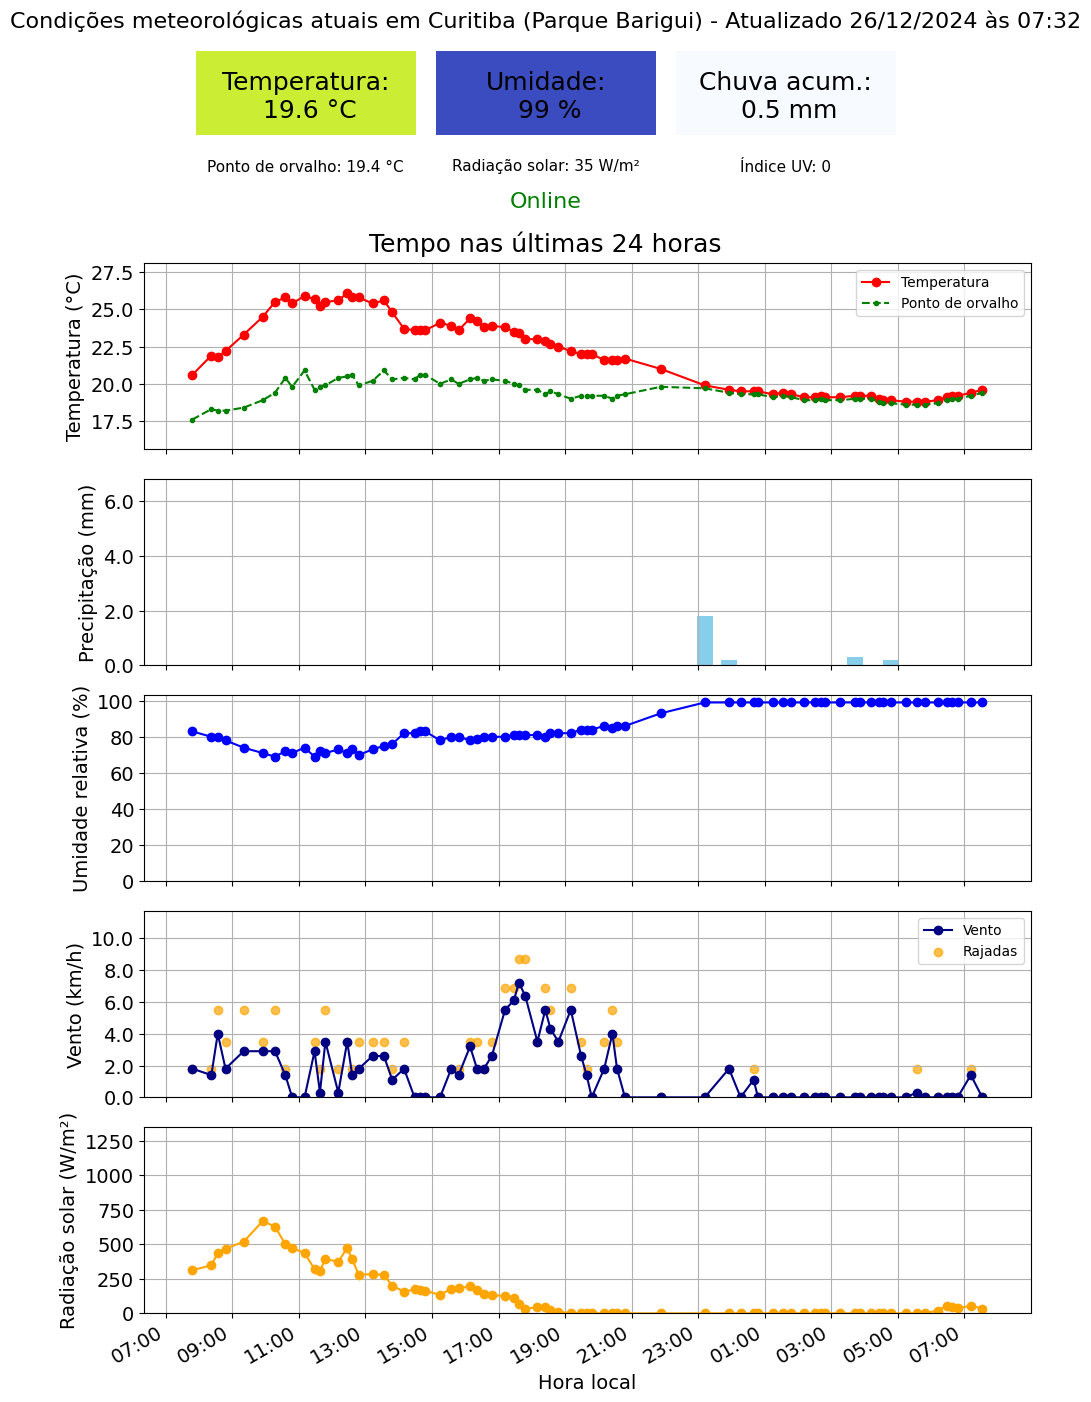 Condições meteorológicas atuais em Curitiba (Parque Barigui) - Atualizado 26/12/2024 às 07:32
Temperatura:
19.6 °C
Umidade:
99 %
Chuva acum.:
0.5 mm
Ponto de orvalho: 19.4 °C
Radiação solar: 35 W/m²
Índice UV: 0
Online
Tempo nas últimas 24 horas
Temperatura (°C)
27.5
25.0
22.5
20.0
17.5
Temperatura
Ponto de orvalho
Precipitação (mm)
6.0
4.0
2.0
0.0
Umidade relativa (%)
100
80
60
40
20
0
Vento (km/h)
10.0
8.0
6.0
4.0
2.0
0.0
Vento
Rajadas
Radiação solar (W/m²)
1250
1000
750
500
250
0
07:00
09:00
11:00
13:00
15:00
17:00
19:00
21:00
23:00
01:00
03:00
05:00
07:00
Hora local